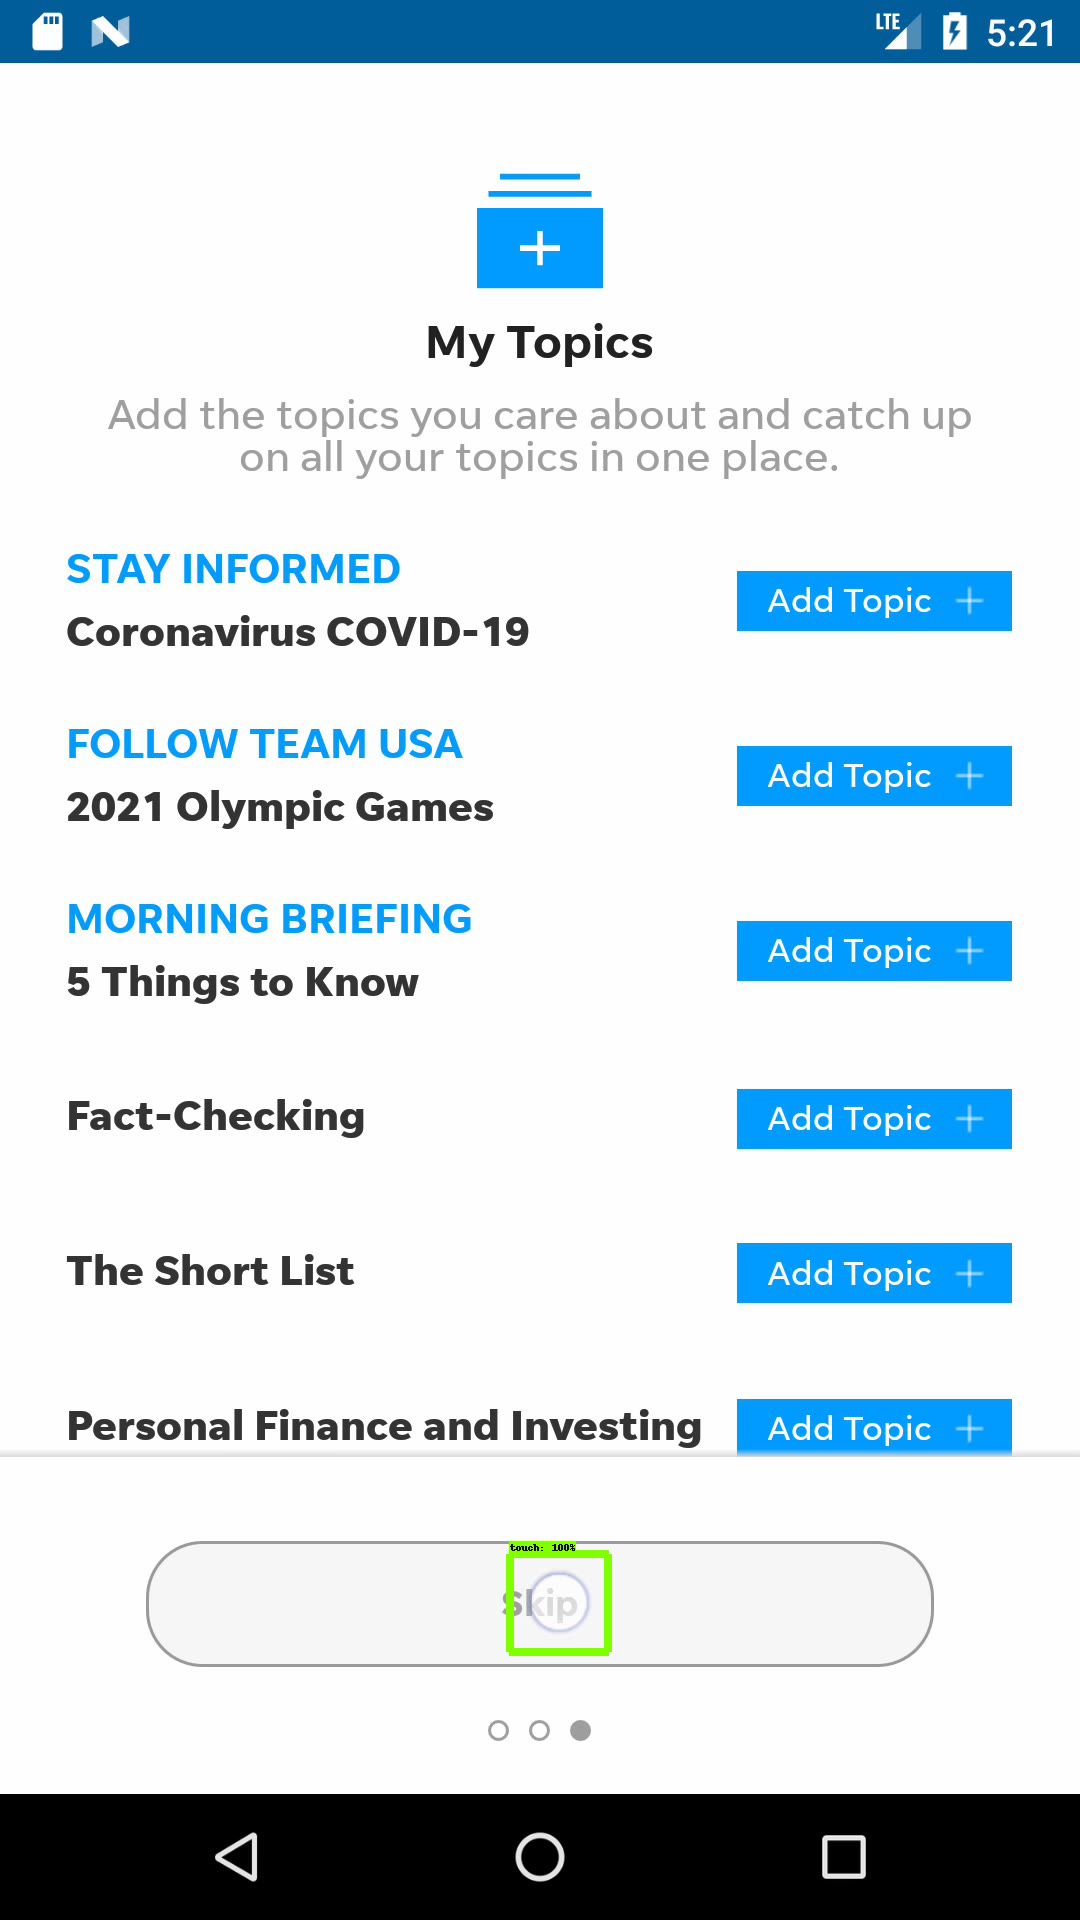 LTE 5:21
My Topics
Add the topics you care about and catch up
on all your topics in one place.
STAY INFORMED
Coronavirus COVID-19
Add Topic
FOLLOW TEAM USA
2021 Olympic Games
Add Topic
MORNING BRIEFING
5 Things to Know
Add Topic
Fact-Checking
Add Topic
The Short List
Add Topic
Personal Finance and Investing
Add Topic
touch: 100%
Skip